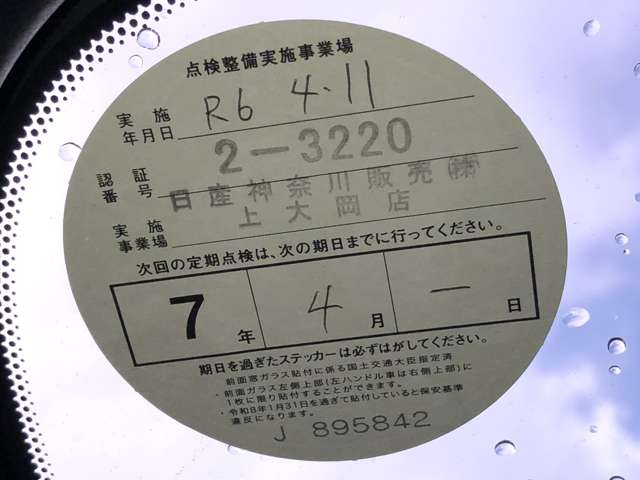 点検整備実施事業場
実施年月日 R6 4・11
認証番号 2-3220
実施事業場 日産神奈川販売㈱
上大岡店
次回の定期点検は、次の期日までに行ってください。
7年 4月 一日
期日を過ぎたステッカーは必ずはがしてください。
前面窓ガラス貼付に係る国土交通大臣指定済
・前面ガラス左側上部(左ハンドル車は右側上部)に
1枚に限り貼付することができます。
・令和8年1月31日を過ぎて貼付していると保安基準
違反になります。
J 895842